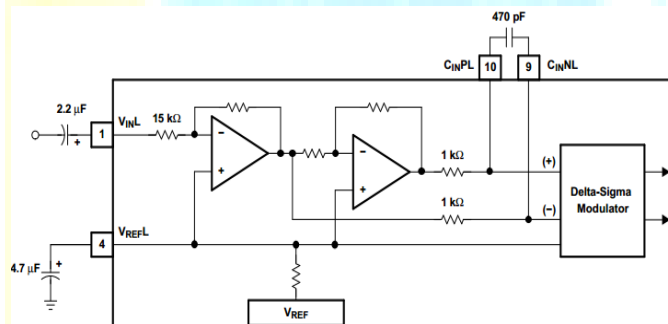 470 pF
CINPL 10 9 CINNL
2.2 µF
VINL
15 kΩ
1
−
+
−
+
1 kΩ
(+)
Delta-Sigma
Modulator
1 kΩ
(−)
VREFL
4
4.7 µF
+
+
VREF